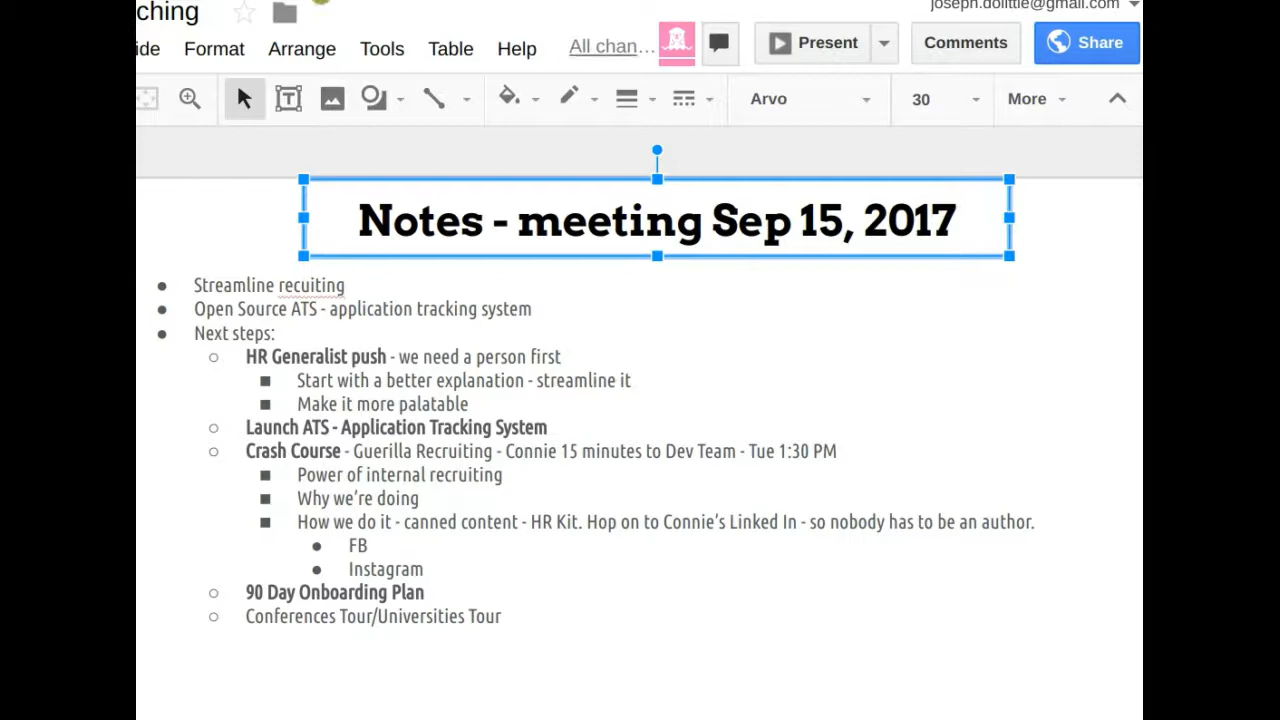 ching
joseph.dolittle@gmail.com
ide Format Arrange Tools Table Help All chan... Present Comments Share
Arvo 30 More
Notes - meeting Sep 15, 2017
● Streamline recuiting
● Open Source ATS - application tracking system
● Next steps:
○ HR Generalist push - we need a person first
■ Start with a better explanation - streamline it
■ Make it more palatable
○ Launch ATS - Application Tracking System
○ Crash Course - Guerilla Recruiting - Connie 15 minutes to Dev Team - Tue 1:30 PM
■ Power of internal recruiting
■ Why we're doing
■ How we do it - canned content - HR Kit. Hop on to Connie's Linked In - so nobody has to be an author.
● FB
● Instagram
○ 90 Day Onboarding Plan
○ Conferences Tour/Universities Tour